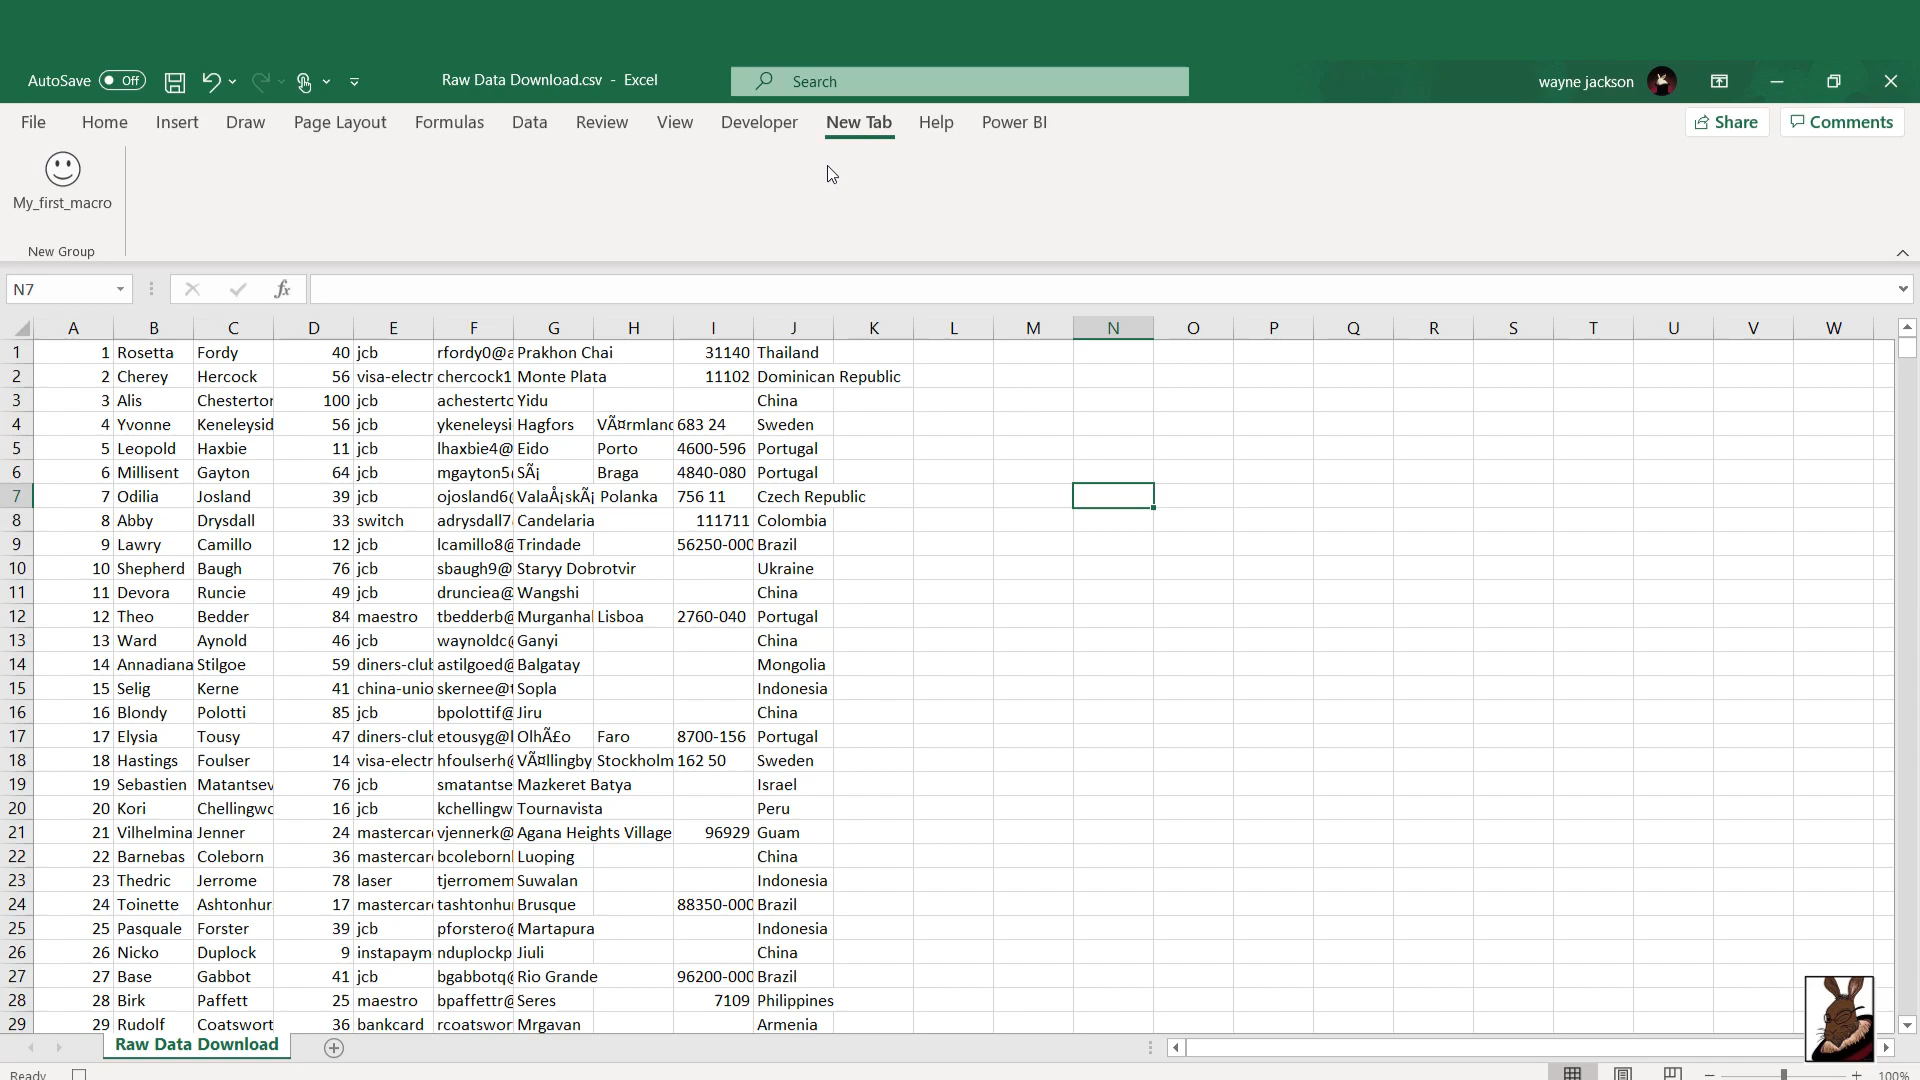 AutoSave Off Raw Data Download.csv - Excel Search wayne jackson
File Home Insert Draw Page Layout Formulas Data Review View Developer New Tab Help Power BI Share Comments
My_first_macro
New Group
N7 fx
A B C D E F G H I J K L M N O P Q R S T U V W
1 1 Rosetta Fordy 40 jcb rfordy0@a Prakhon Chai 31140 Thailand
2 2 Cherey Hercock 56 visa-electr chercock1 Monte Plata 11102 Dominican Republic
3 3 Alis Chestertor 100 jcb achestertc Yidu China
4 4 Yvonne Keneleysid 56 jcb ykeneleysi Hagfors VÃ¤rmland 683 24 Sweden
5 5 Leopold Haxbie 11 jcb lhaxbie4@ Eido Porto 4600-596 Portugal
6 6 Millisent Gayton 64 jcb mgayton5 SÃ¡ Braga 4840-080 Portugal
7 7 Odilia Josland 39 jcb ojosland6 ValaÅ¡skÃ¡ Polanka 756 11 Czech Republic
8 8 Abby Drysdall 33 switch adrysdall7 Candelaria 111711 Colombia
9 9 Lawry Camillo 12 jcb lcamillo8@ Trindade 56250-000 Brazil
10 10 Shepherd Baugh 76 jcb sbaugh9@ Staryy Dobrotvir Ukraine
11 11 Devora Runcie 49 jcb drunciea@ Wangshi China
12 12 Theo Bedder 84 maestro tbedderb@ Murganhal Lisboa 2760-040 Portugal
13 13 Ward Aynold 46 jcb waynoldc Ganyi China
14 14 Annadiana Stilgoe 59 diners-club astilgoed@ Balgatay Mongolia
15 15 Selig Kerne 41 china-unio skernee@t Sopla Indonesia
16 16 Blondy Polotti 85 jcb bpolottif@ Jiru China
17 17 Elysia Tousy 47 diners-club etousyg@l OlhÃ£o Faro 8700-156 Portugal
18 18 Hastings Foulser 14 visa-electr hfoulserh VÃ¤llingby Stockholm 162 50 Sweden
19 19 Sebastien Matantsev 76 jcb smatantse Mazkeret Batya Israel
20 20 Kori Chellingwc 16 jcb kchellingw Tournavista Peru
21 21 Vilhelmina Jenner 24 mastercar vjennerk@ Agana Heights Village 96929 Guam
22 22 Barnebas Coleborn 36 mastercar bcolebornl Luoping China
23 23 Thedric Jerrome 78 laser tjerromem Suwalan Indonesia
24 24 Toinette Ashtonhur 17 mastercar tashtonhu Brusque 88350-000 Brazil
25 25 Pasquale Forster 39 jcb pforstero Martapura Indonesia
26 26 Nicko Duplock 9 instapaym nduplockp Jiuli China
27 27 Base Gabbot 41 jcb bgabbotq Rio Grande 96200-000 Brazil
28 28 Birk Paffett 25 maestro bpaffettr@ Seres 7109 Philippines
29 29 Rudolf Coatswort 36 bankcard rcoatswor Mrgavan Armenia
Raw Data Download
Ready 100%